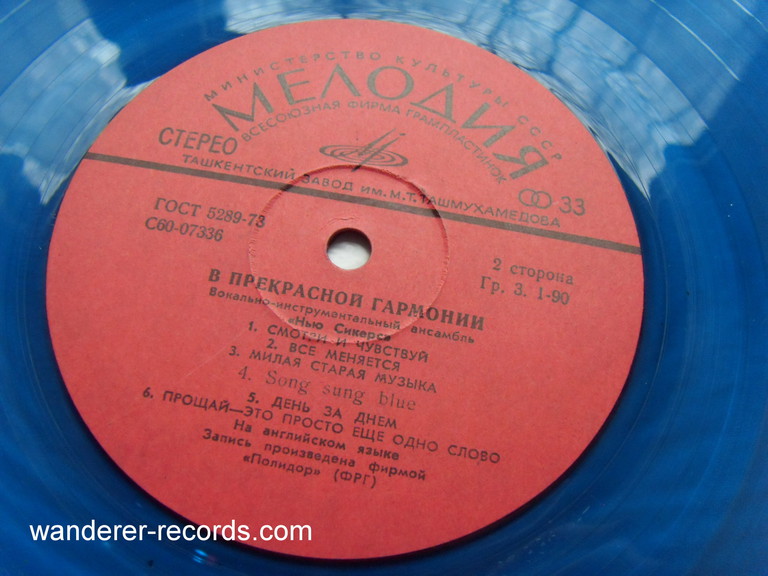 МИНИСТЕРСТВО КУЛЬТУРЫ СССР
МЕЛОДИЯ
ВСЕСОЮЗНАЯ ФИРМА ГРАМПЛАСТИНОК
СТЕРЕО
33
ТАШКЕНТСКИЙ ЗАВОД ИМ. М.Т.ТАШМУХАМЕДОВА
ГОСТ 5289-73
С60-07336
2 сторона
Гр. 3. 1-90
В ПРЕКРАСНОЙ ГАРМОНИИ
Вокально-инструментальный ансамбль
«Нью Сикерс»
1. СМОТРИ И ЧУВСТВУЙ
2. ВСЕ МЕНЯЕТСЯ
3. МИЛАЯ СТАРАЯ МУЗЫКА
4. Song sung blue
5. ДЕНЬ ЗА ДНЕМ
6. ПРОЩАЙ—ЭТО ПРОСТО ЕЩЕ ОДНО СЛОВО
На английском языке
Запись произведена фирмой
«Полидор» (ФРГ)
wanderer-records.com